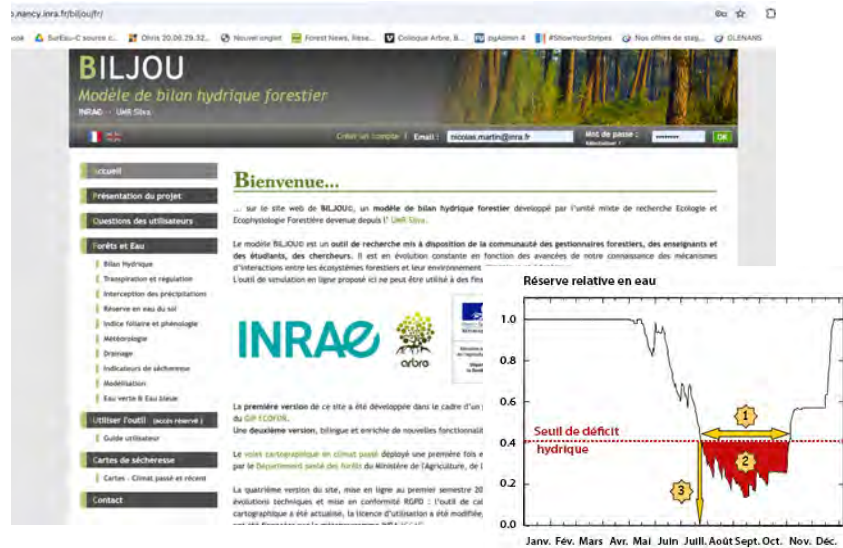 o.nancy.inra.fr/biljou/fr/
SurEau-C source c... Ohris 20.06.29.32... Nouvel onglet Forest News, Rese... Colloque Arbre, B... pgAdmin 4 #ShowYourStripes Nos offres de stag... GLENANS
BILJOU
Modèle de bilan hydrique forestier
INRAE -- UMR Silva
Créer un compte | Email : nicolas.martin@inra.fr Mot de passe : OK
Accueil
Présentation du projet
Questions des utilisateurs
Forêts et Eau
Bilan Hydrique
Transpiration et régulation
Interception des précipitations
Réserve en eau du sol
Indice foliaire et phénologie
Météorologie
Drainage
Indicateurs de sécheresse
Modélisation
Eau verte & Eau bleue
Utiliser l'outil (accès réservé)
Guide utilisateur
Cartes de sécheresse
Cartes - Climat passé et récent
Contact
Bienvenue...
... sur le site web de BILJOU©, un modèle de bilan hydrique forestier développé par l'unité mixte de recherche Ecologie et
Ecophysiologie Forestière devenue depuis l' UMR Silva.
Le modèle BILJOU© est un outil de recherche mis à disposition de la communauté des gestionnaires forestiers, des enseignants et
des étudiants, des chercheurs. Il est en évolution constante en fonction des avancées de notre connaissance des mécanismes
d'interactions entre les écosystèmes forestiers et leur environnement
L'outil de simulation en ligne proposé ici ne peut être utilisé à des fins
INRAE
arbre
La première version de ce site a été développée dans le cadre d'un
du GIP ECOFOR.
Une deuxième version, bilingue et enrichie de nouvelles fonctionnalit
Le volet cartographique en climat passé déployé une première fois e
par le Département santé des forêts du Ministère de l'Agriculture, de l
La quatrième version du site, mise en ligne au premier semestre 20
évolutions techniques et mise en conformité RGPD : l'outil de cal
cartographique a été actualisé, la licence d'utilisation a été modifiée,
Réserve relative en eau
1.0
0.8
0.6
0.4
0.2
0.0
Seuil de déficit
hydrique
1
2
3
Janv. Fév. Mars Avr. Mai Juin Juill. Août Sept. Oct. Nov. Déc.